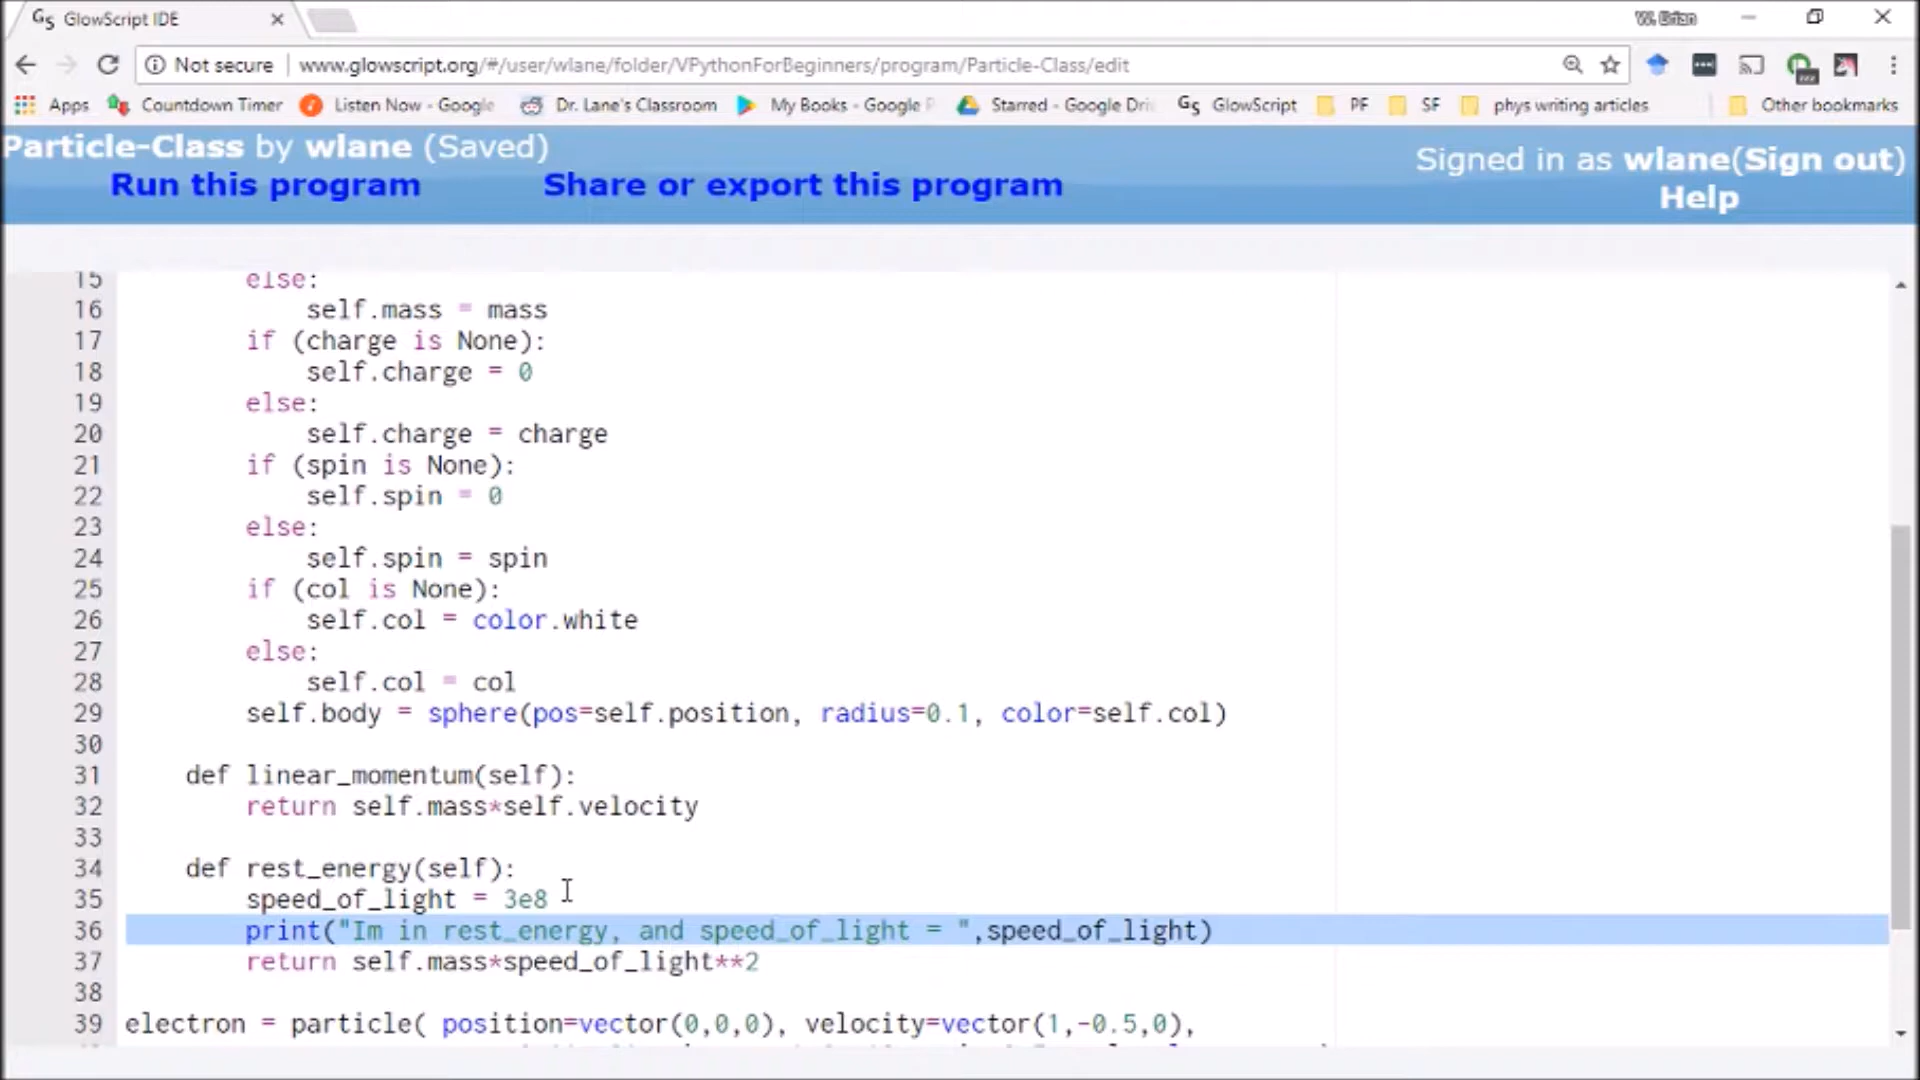 GS GlowScript IDE
W. Brian
Not secure www.glowscript.org/#/user/wlane/folder/VPythonForBeginners/program/Particle-Class/edit
Apps Countdown Timer Listen Now - Google Dr. Lane's Classroom My Books - Google P Starred - Google Dri GS GlowScript PF SF phys writing articles Other bookmarks
Particle-Class by wlane (Saved)
Signed in as wlane(Sign out)
Run this program Share or export this program
Help
15 else:
16 self.mass = mass
17 if (charge is None):
18 self.charge = 0
19 else:
20 self.charge = charge
21 if (spin is None):
22 self.spin = 0
23 else:
24 self.spin = spin
25 if (col is None):
26 self.col = color.white
27 else:
28 self.col = col
29 self.body = sphere(pos=self.position, radius=0.1, color=self.col)
30
31 def linear_momentum(self):
32 return self.mass*self.velocity
33
34 def rest_energy(self):
35 speed_of_light = 3e8
36 print("Im in rest_energy, and speed_of_light = ",speed_of_light)
37 return self.mass*speed_of_light**2
38
39 electron = particle( position=vector(0,0,0), velocity=vector(1,-0.5,0),